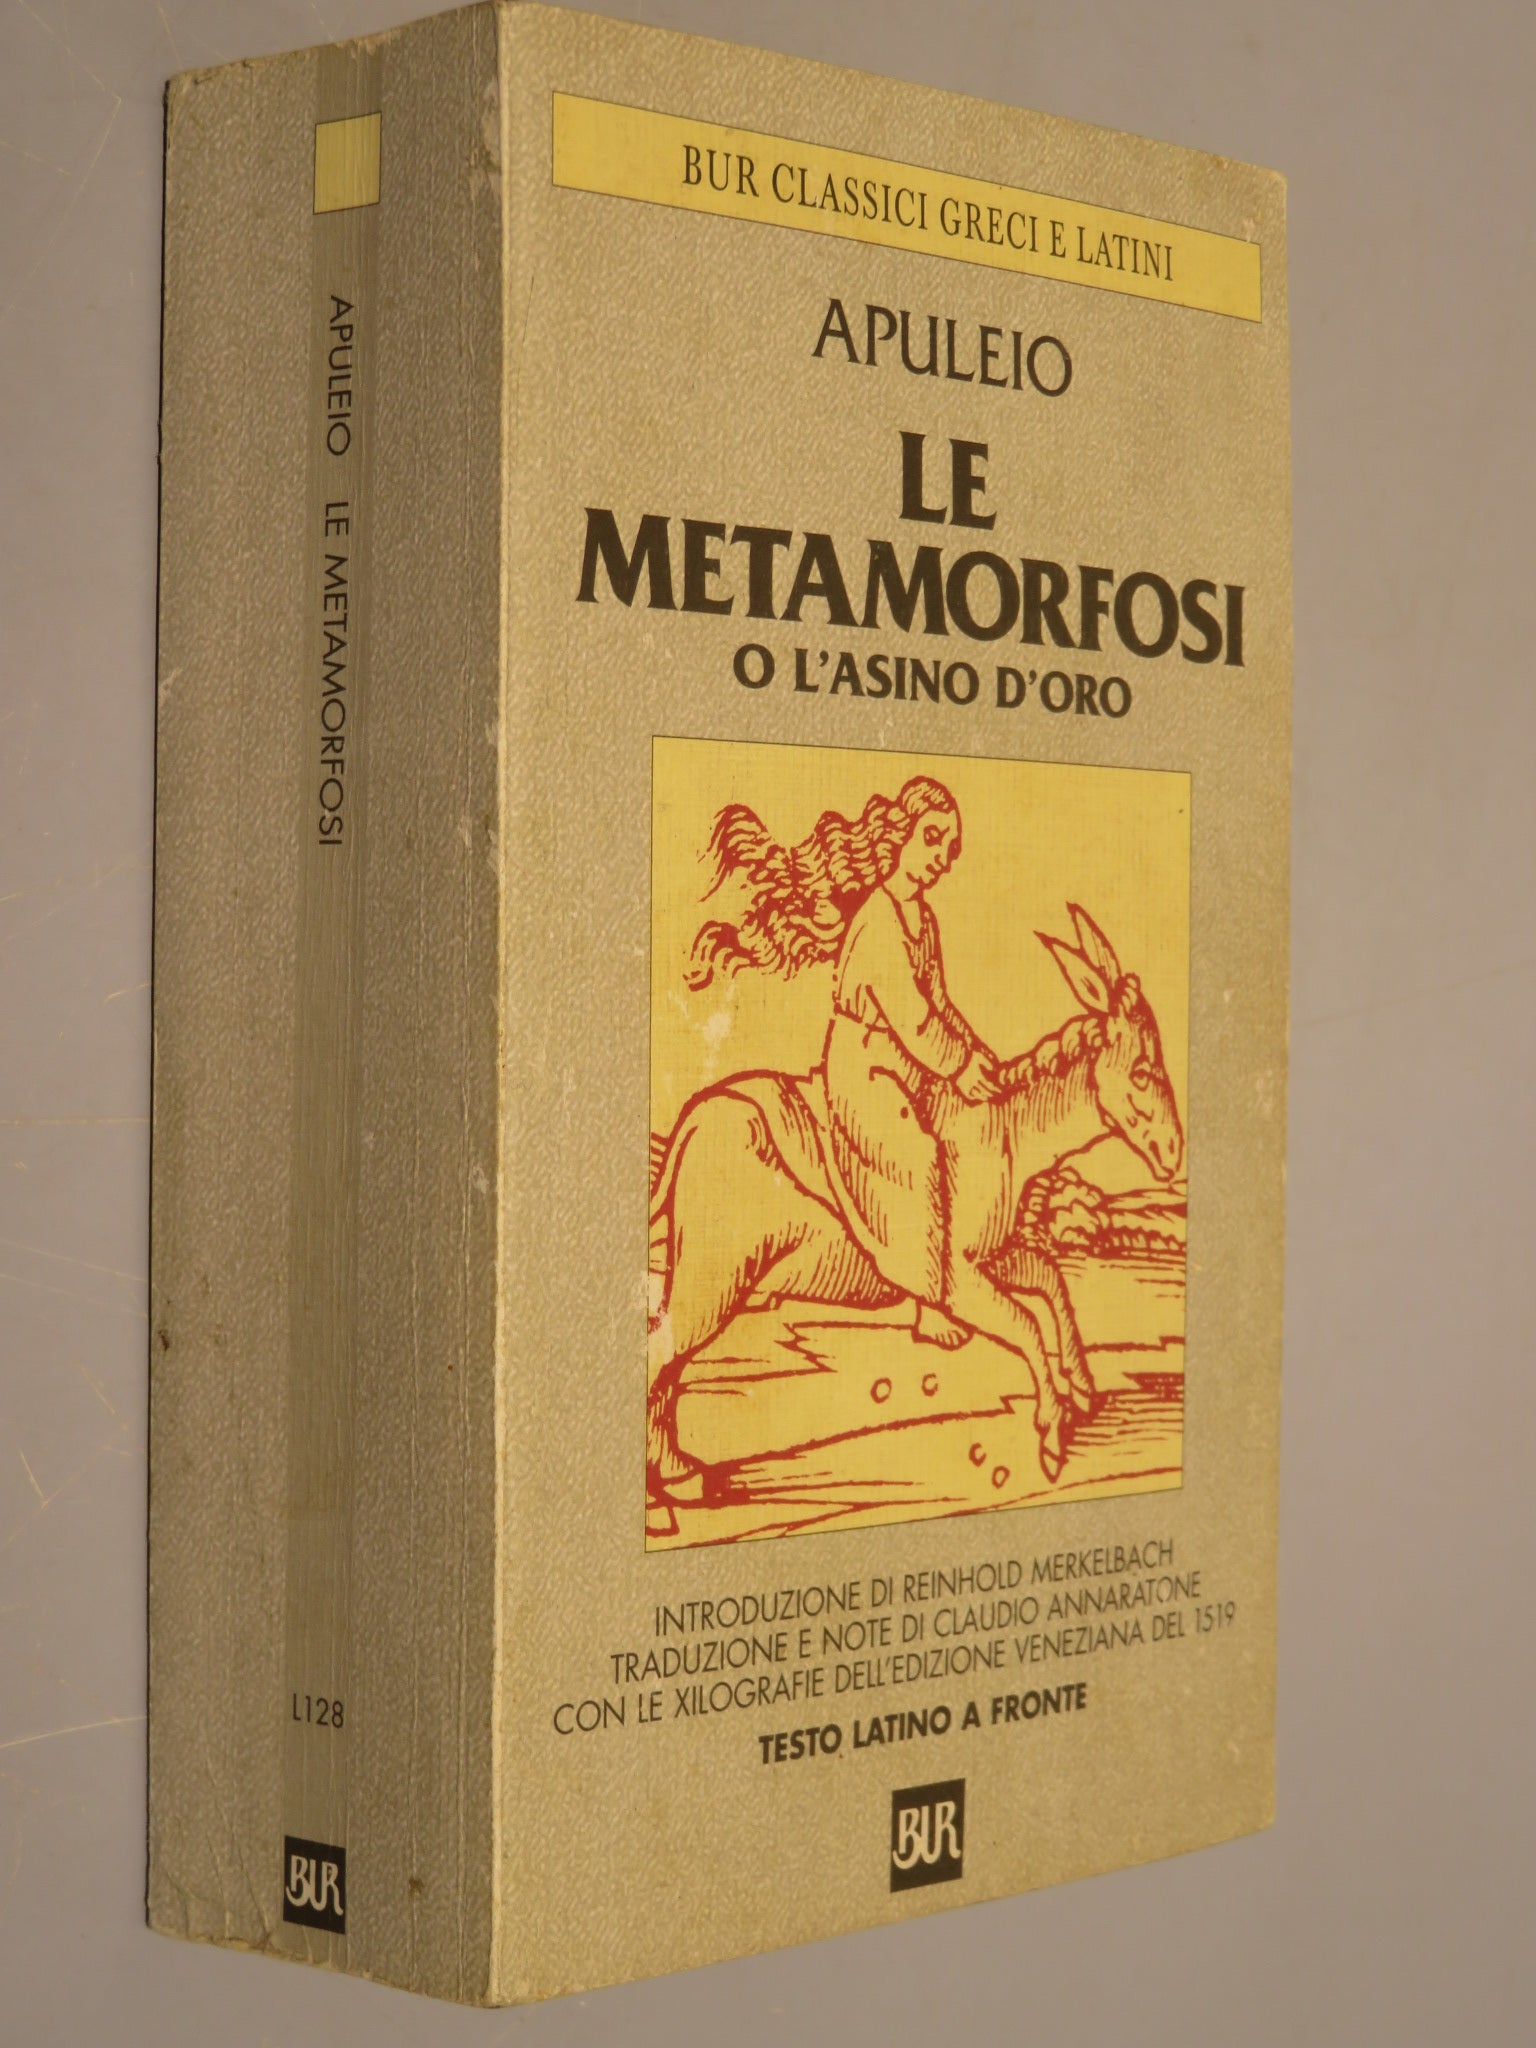 APULEIO LE METAMORFOSI
L128
BUR
BUR CLASSICI GRECI E LATINI
APULEIO
LE
METAMORFOSI
O L'ASINO D'ORO
INTRODUZIONE DI REINHOLD MERKELBACH
TRADUZIONE E NOTE DI CLAUDIO ANNARATONE
CON LE XILOGRAFIE DELL'EDIZIONE VENEZIANA DEL 1519
TESTO LATINO A FRONTE
BUR